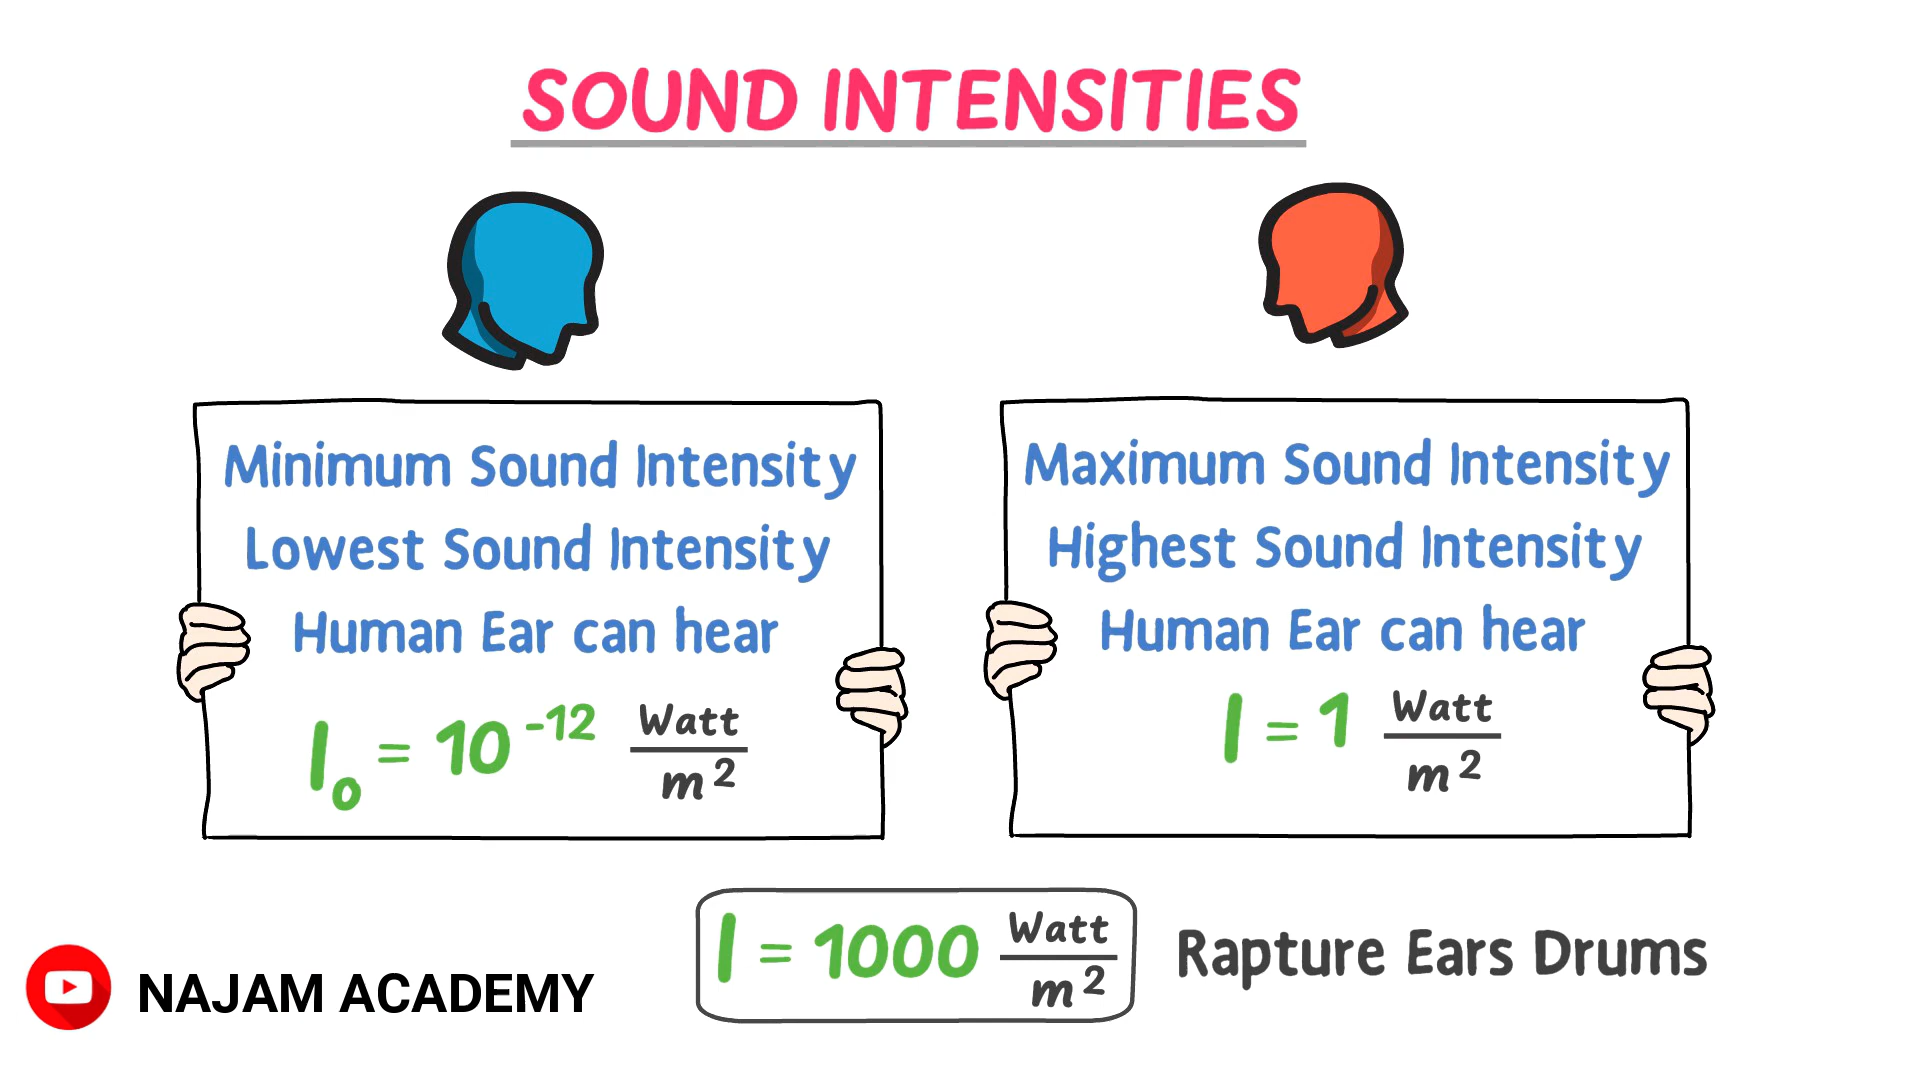 SOUND INTENSITIES
Minimum Sound Intensity
Lowest Sound Intensity
Human Ear can hear
I₀ = 10⁻¹² Watt/m²
Maximum Sound Intensity
Highest Sound Intensity
Human Ear can hear
I = 1 Watt/m²
I = 1000 Watt/m² Rapture Ears Drums
NAJAM ACADEMY